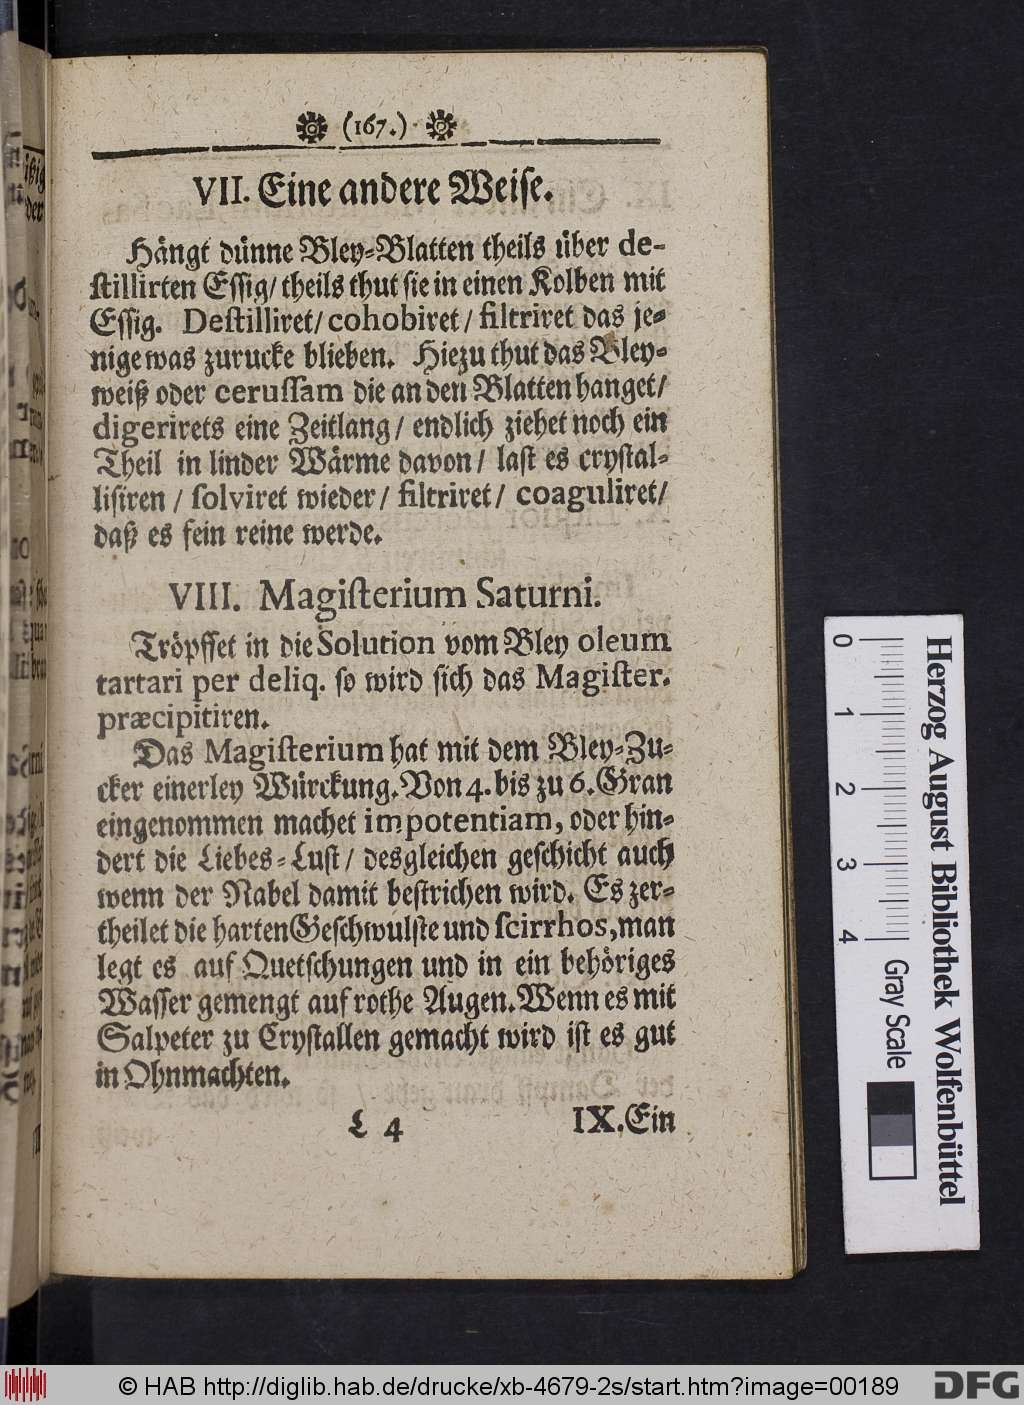 (167.)
VII. Eine andere Weise.
Hängt dünne Bley-Blatten theils über de-
stillirten Essig/ theils thut sie in einen Kolben mit
Essig. Destilliret/ cohobiret/ filtriret das je-
nige was zurucke blieben. Hiezu thut das Bley-
weiß oder cerussam die an den Blatten hanget/
digerirets eine Zeitlang/ endlich ziehet noch ein
Theil in linder Wärme davon/ last es crystal-
lisiren/ solviret wieder/ filtriret/ coaguliret/
daß es fein reine werde.
VIII. Magisterium Saturni.
Tröpffet in die Solution vom Bley oleum
tartari per deliq. so wird sich das Magister.
præcipitiren.
Das Magisterium hat mit dem Bley-Zu-
cker einerley Würckung. Von 4. bis zu 6. Gran
eingenommen machet impotentiam, oder hin-
dert die Liebes-Lust/ desgleichen geschicht auch
wenn der Nabel damit bestrichen wird. Es zer-
theilet die harten Geschwulste und scirrhos, man
legt es auf Quetschungen und in ein behöriges
Wasser gemengt auf rothe Augen. Wenn es mit
Salpeter zu Crystallen gemacht wird ist es gut
in Ohnmachten.
L 4 IX. Ein
0 1 2 3 4
Gray Scale
Herzog August Bibliothek Wolfenbüttel
© HAB http://diglib.hab.de/drucke/xb-4679-2s/start.htm?image=00189
DFG